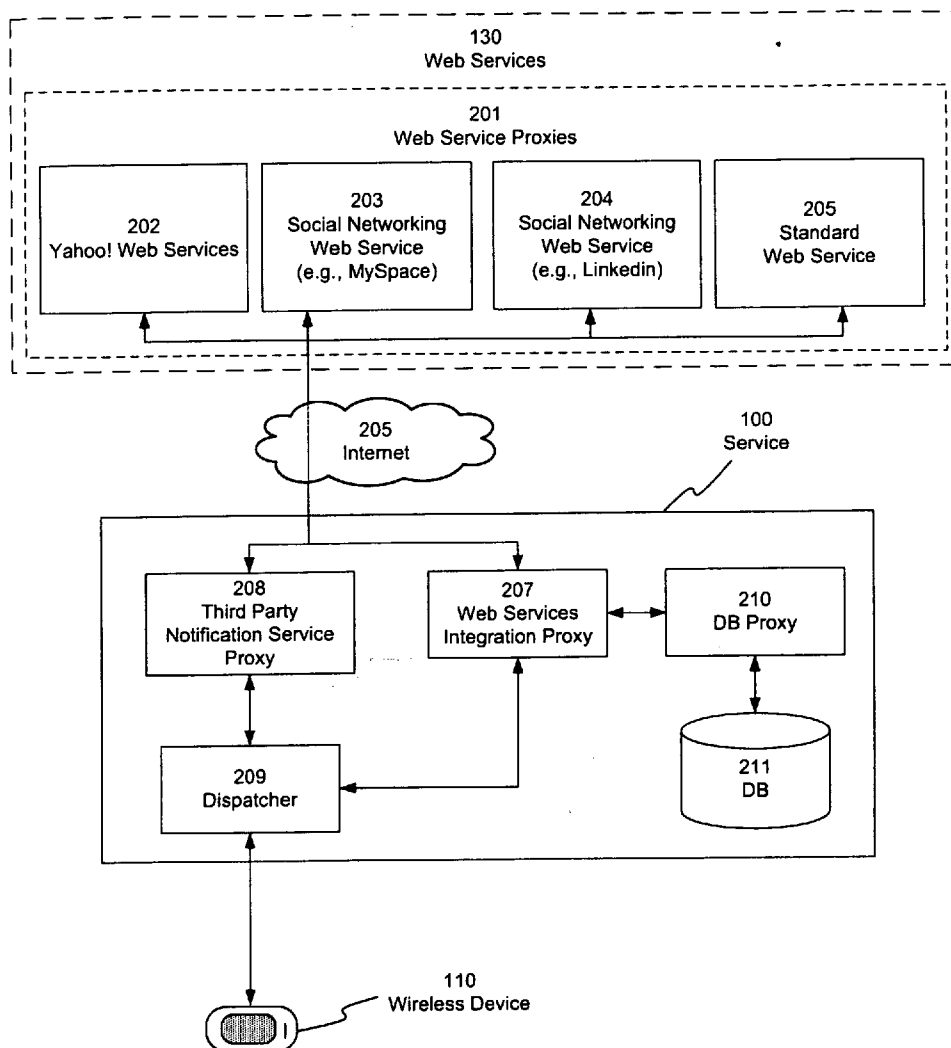 130
Web Services
201
Web Service Proxies
202
Yahoo! Web Services
203
Social Networking
Web Service
(e.g., MySpace)
204
Social Networking
Web Service
(e.g., Linkedin)
205
Standard
Web Service
205
Internet
100
Service
208
Third Party
Notification Service
Proxy
207
Web Services
Integration Proxy
210
DB Proxy
209
Dispatcher
211
DB
110
Wireless Device